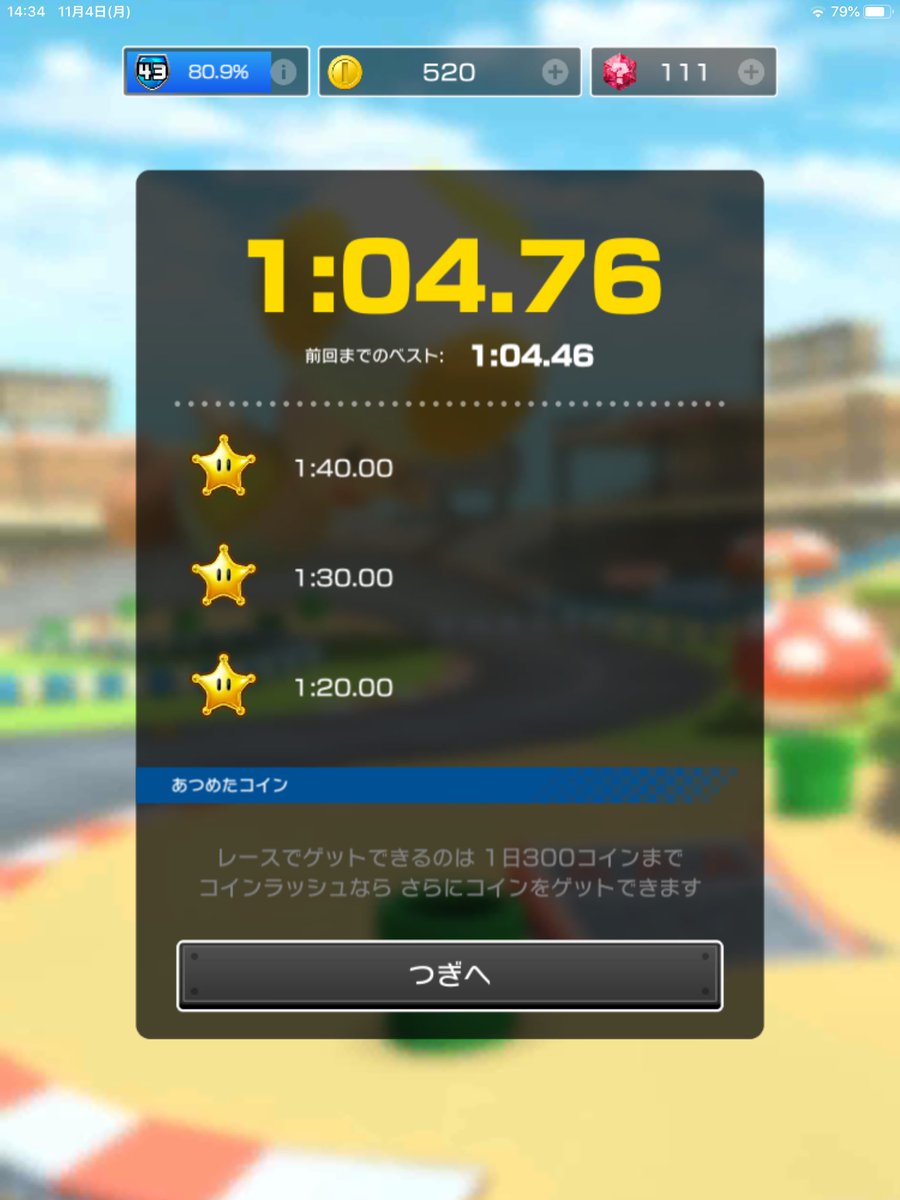 14:34 11月4日(月) 79%
43 80.9% i 520 + ? 111 +
1:04.76
前回までのベスト: 1:04.46
1:40.00
1:30.00
1:20.00
あつめたコイン
レースでゲットできるのは 1日300コインまで
コインラッシュなら さらにコインをゲットできます
つぎへ